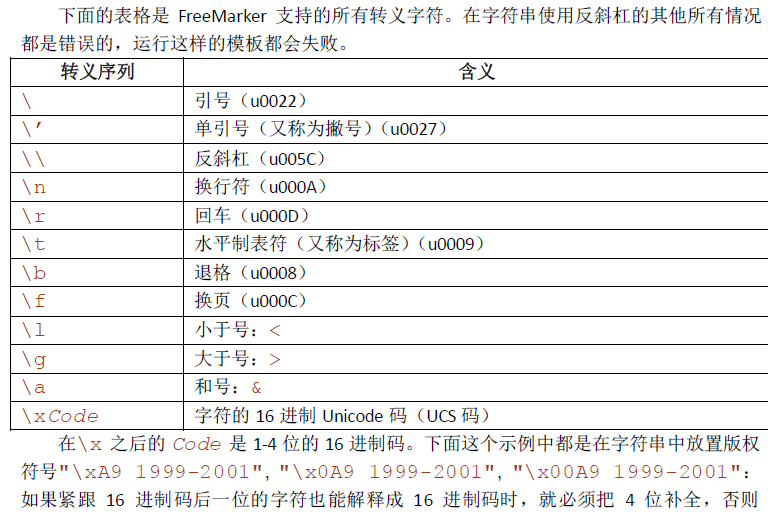 下面的表格是 FreeMarker 支持的所有转义字符。在字符串使用反斜杠的其他所有情况
都是错误的，运行这样的模板都会失败。
转义序列 含义
\ 引号（u0022）
\’ 单引号（又称为撇号）（u0027）
\\ 反斜杠（u005C）
\n 换行符（u000A）
\r 回车（u000D）
\t 水平制表符（又称为标签）（u0009）
\b 退格（u0008）
\f 换页（u000C）
\l 小于号：<
\g 大于号：>
\a 和号：&
\xCode 字符的 16 进制 Unicode 码（UCS 码）
在\x 之后的 Code 是 1-4 位的 16 进制码。下面这个示例中都是在字符串中放置版权
符号"\xA9 1999-2001", "\x0A9 1999-2001", "\x00A9 1999-2001"：
如果紧跟 16 进制码后一位的字符也能解释成 16 进制码时，就必须把 4 位补全，否则